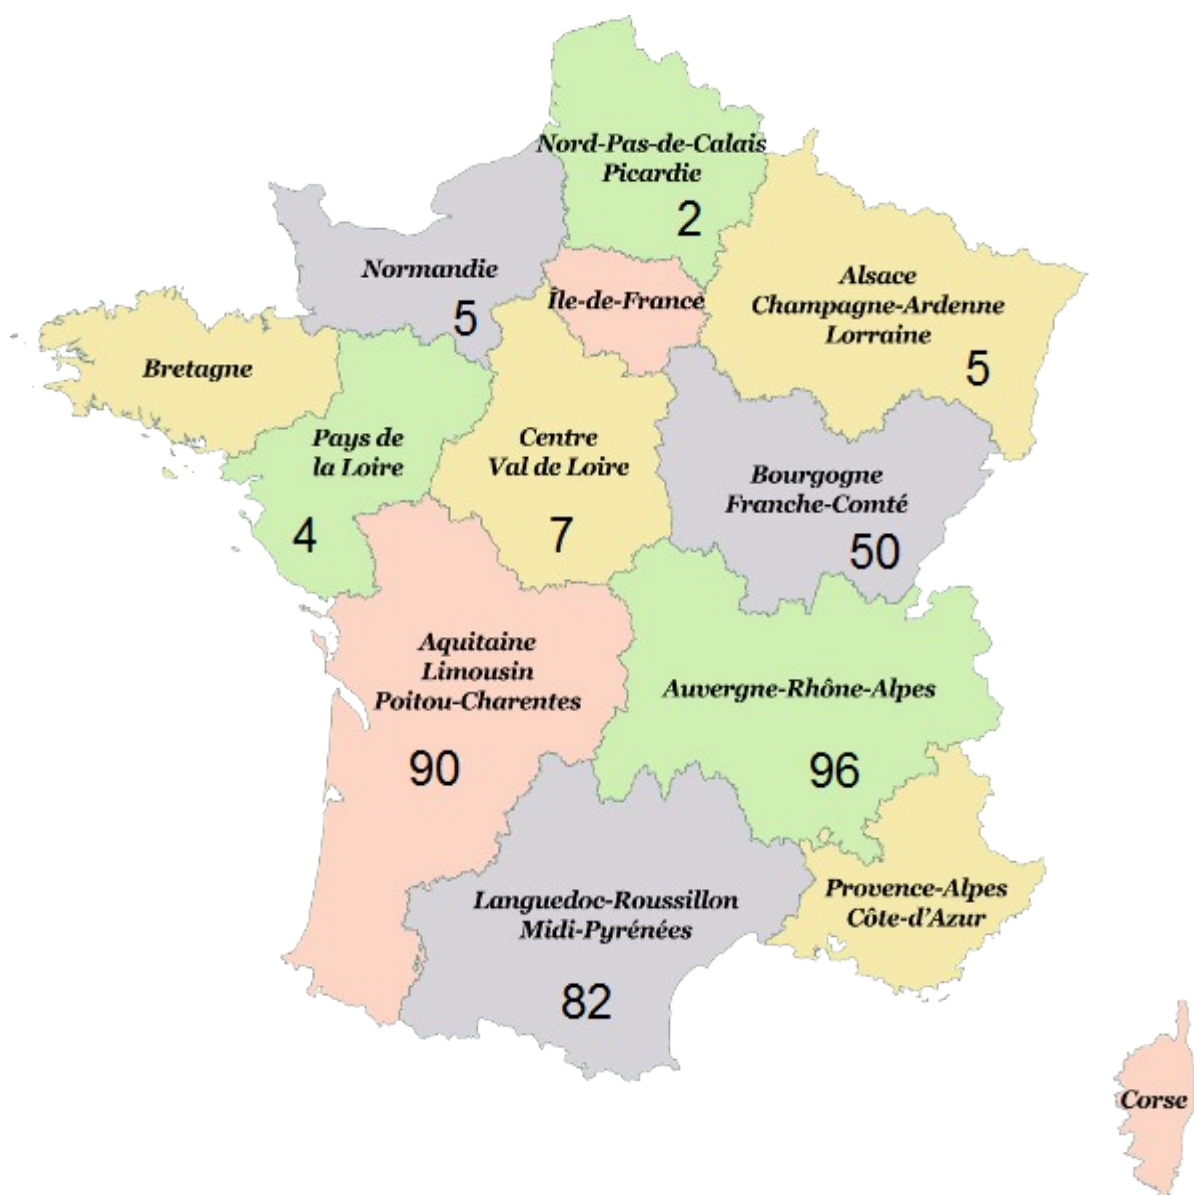 Nord-Pas-de-Calais
Picardie
2
Normandie
5
Île-de-France
Alsace
Champagne-Ardenne
Lorraine
5
Bretagne
Pays de
la Loire
4
Centre
Val de Loire
7
Bourgogne
Franche-Comté
50
Aquitaine
Limousin
Poitou-Charentes
90
Auvergne-Rhône-Alpes
96
Languedoc-Roussillon
Midi-Pyrénées
82
Provence-Alpes
Côte-d'Azur
Corse